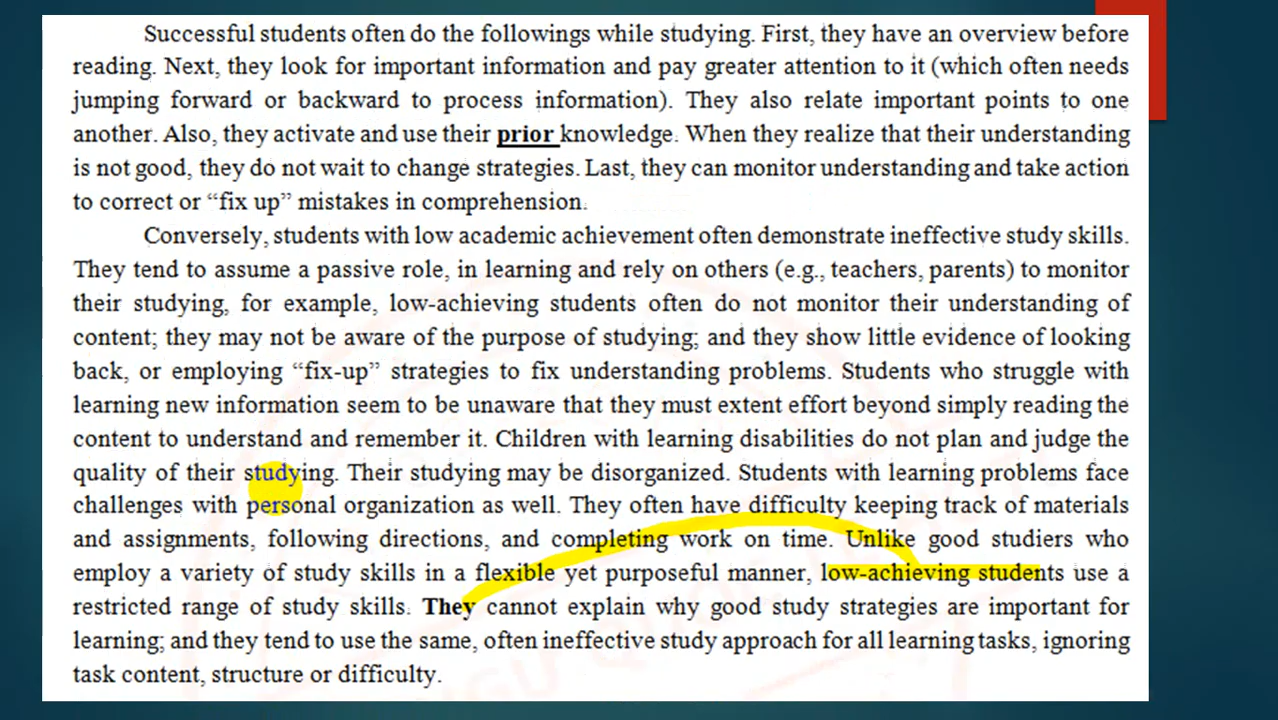 Successful students often do the followings while studying. First, they have an overview before
reading. Next, they look for important information and pay greater attention to it (which often needs
jumping forward or backward to process information). They also relate important points to one
another. Also, they activate and use their prior knowledge. When they realize that their understanding
is not good, they do not wait to change strategies. Last, they can monitor understanding and take action
to correct or “fix up” mistakes in comprehension.
Conversely, students with low academic achievement often demonstrate ineffective study skills.
They tend to assume a passive role, in learning and rely on others (e.g., teachers, parents) to monitor
their studying, for example, low-achieving students often do not monitor their understanding of
content; they may not be aware of the purpose of studying; and they show little evidence of looking
back, or employing “fix-up” strategies to fix understanding problems. Students who struggle with
learning new information seem to be unaware that they must extent effort beyond simply reading the
content to understand and remember it. Children with learning disabilities do not plan and judge the
quality of their studying. Their studying may be disorganized. Students with learning problems face
challenges with personal organization as well. They often have difficulty keeping track of materials
and assignments, following directions, and completing work on time. Unlike good studiers who
employ a variety of study skills in a flexible yet purposeful manner, low-achieving students use a
restricted range of study skills. They cannot explain why good study strategies are important for
learning; and they tend to use the same, often ineffective study approach for all learning tasks, ignoring
task content, structure or difficulty.